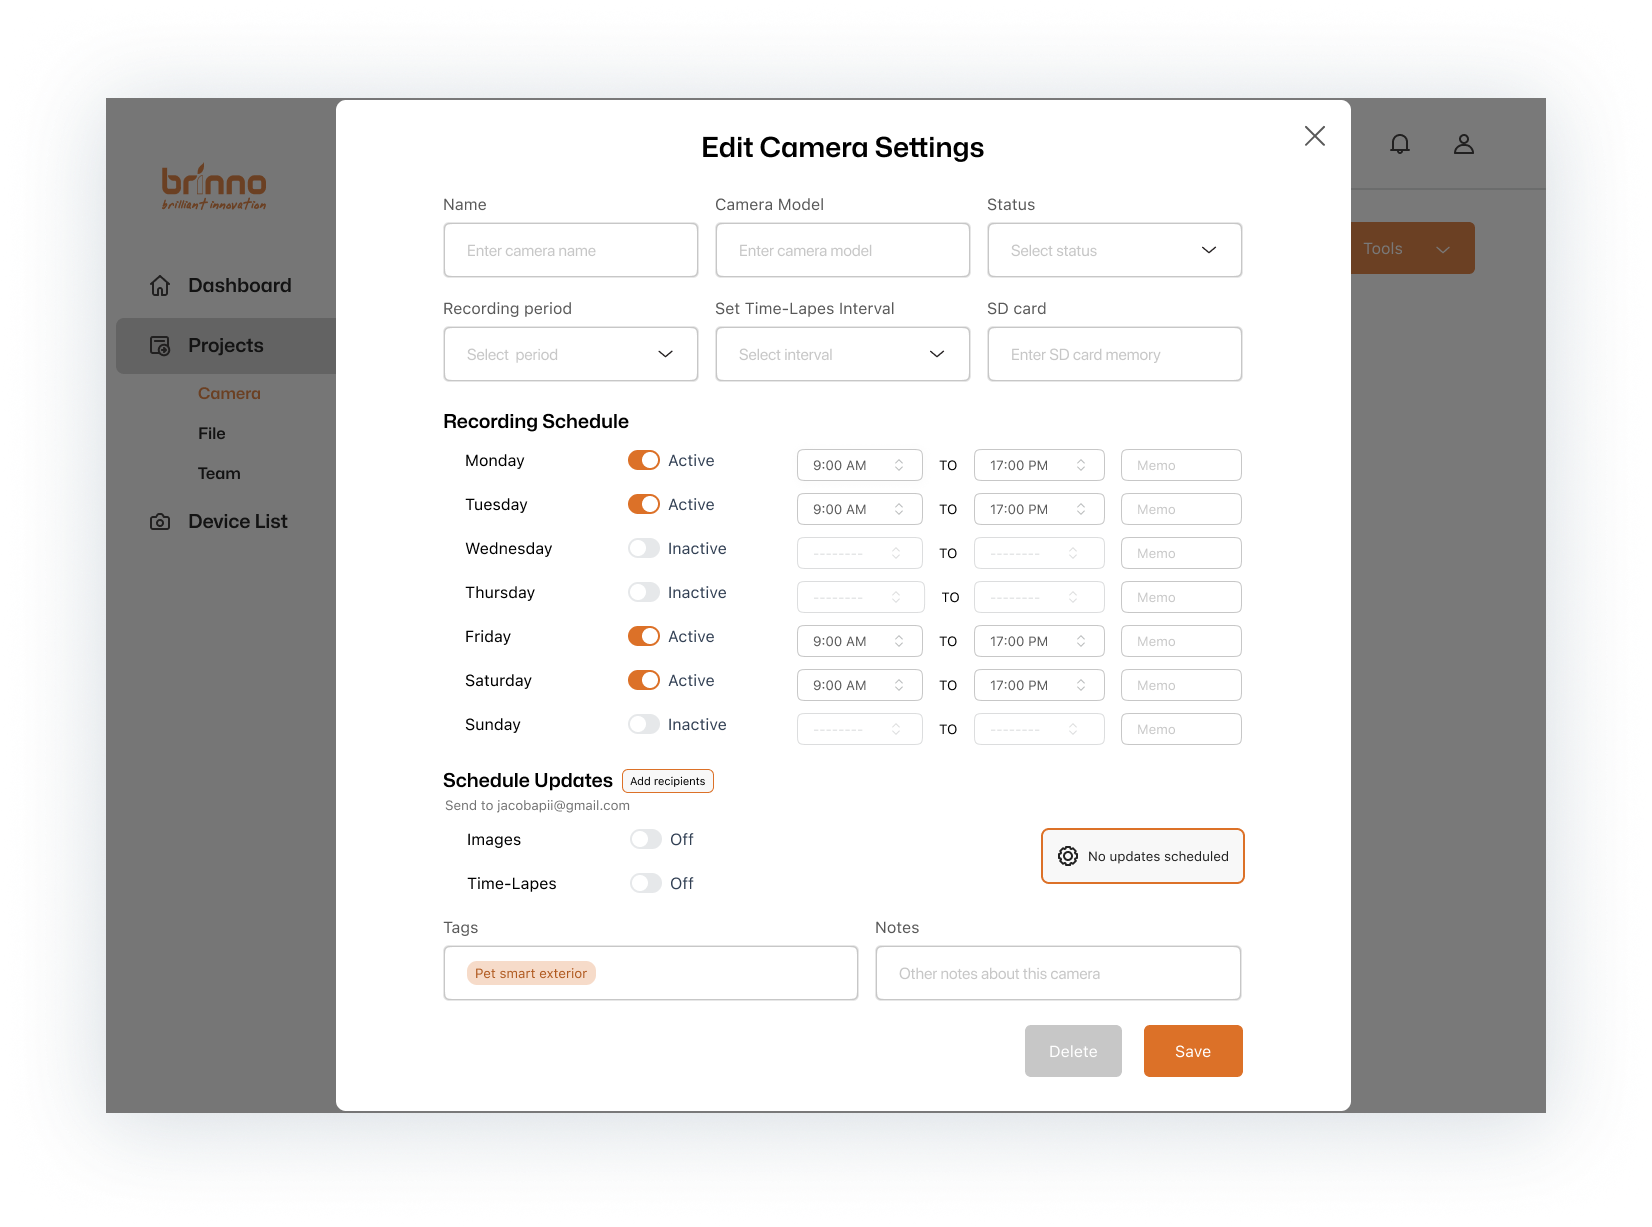 brinno
brilliant innovation
Dashboard
Projects
Camera
File
Team
Device List
Tools
Edit Camera Settings
Name
Camera Model
Status
Enter camera name
Enter camera model
Select status
Recording period
Set Time-Lapes Interval
SD card
Select period
Select interval
Enter SD card memory
Recording Schedule
Monday Active 9:00 AM TO 17:00 PM Memo
Tuesday Active 9:00 AM TO 17:00 PM Memo
Wednesday Inactive -------- TO -------- Memo
Thursday Inactive -------- TO -------- Memo
Friday Active 9:00 AM TO 17:00 PM Memo
Saturday Active 9:00 AM TO 17:00 PM Memo
Sunday Inactive -------- TO -------- Memo
Schedule Updates Add recipients
Send to jacobapii@gmail.com
Images Off
No updates scheduled
Time-Lapes Off
Tags
Notes
Pet smart exterior
Other notes about this camera
Delete
Save